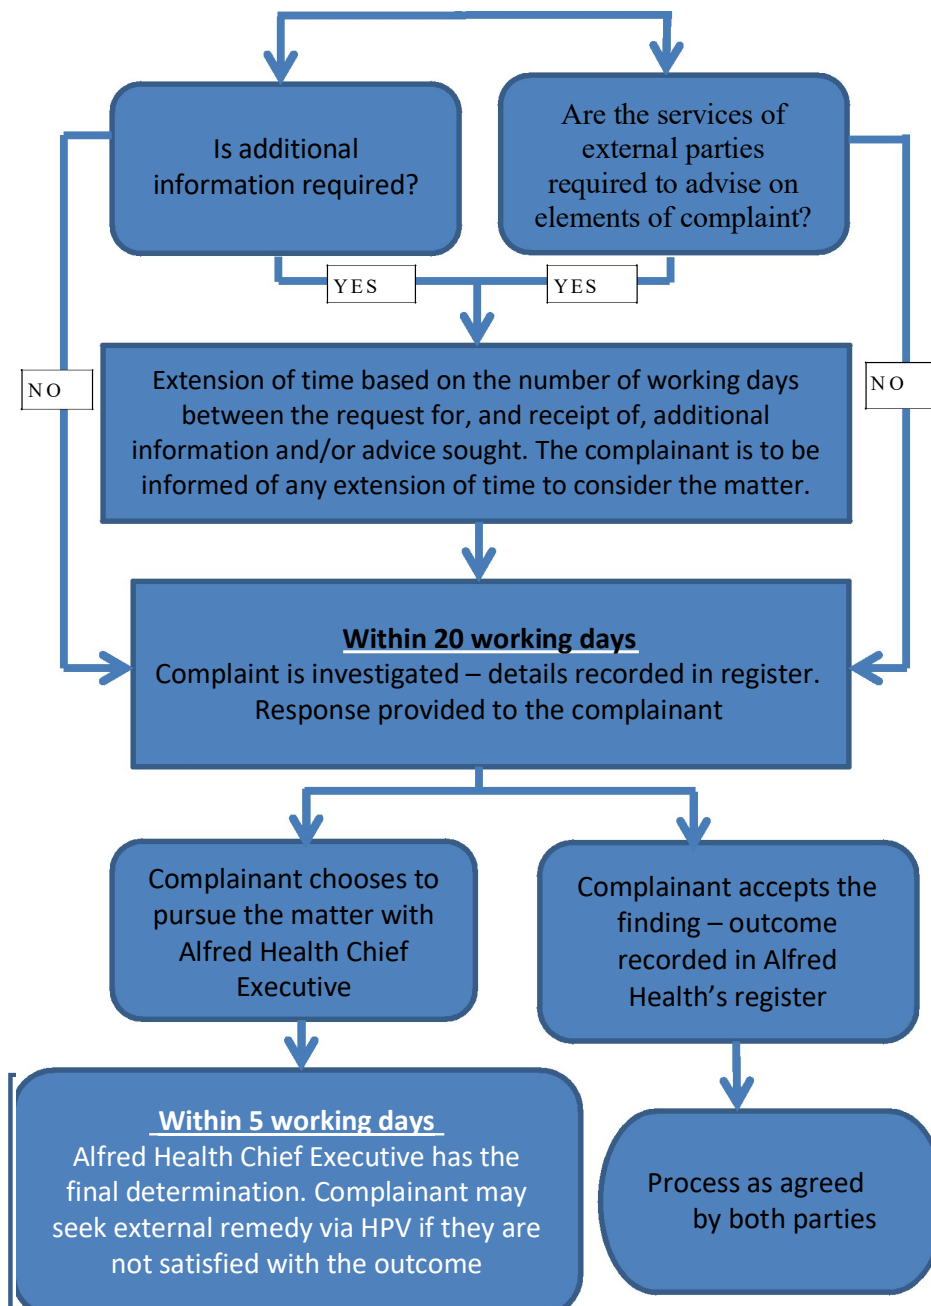 Is additional
information required?
Are the services of
external parties
required to advise on
elements of complaint?
YES
YES
NO
NO
Extension of time based on the number of working days
between the request for, and receipt of, additional
information and/or advice sought. The complainant is to be
informed of any extension of time to consider the matter.
Within 20 working days
Complaint is investigated – details recorded in register.
Response provided to the complainant
Complainant chooses to
pursue the matter with
Alfred Health Chief
Executive
Complainant accepts the
finding – outcome
recorded in Alfred
Health’s register
Within 5 working days
Alfred Health Chief Executive has the
final determination. Complainant may
seek external remedy via HPV if they are
not satisfied with the outcome
Process as agreed
by both parties